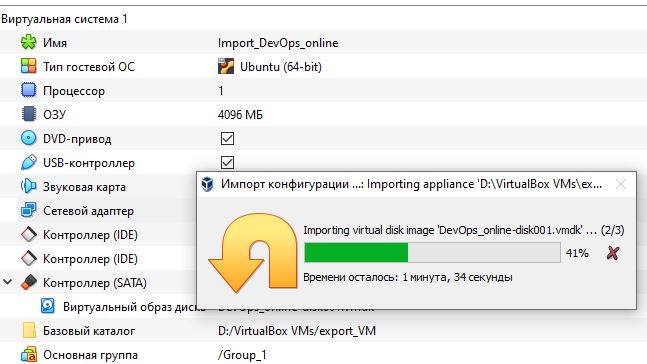 Виртуальная система 1
Имя Import_DevOps_online
Тип гостевой ОС Ubuntu (64-bit)
Процессор 1
ОЗУ 4096 МБ
DVD-привод
USB-контроллер
Звуковая карта
Сетевой адаптер
Контроллер (IDE)
Контроллер (IDE)
Контроллер (SATA)
Виртуальный образ диска
Базовый каталог D:/VirtualBox VMs/export_VM
Основная группа /Group_1
Импорт конфигурации ...: Importing appliance 'D:\VirtualBox VMs\ex...
Importing virtual disk image 'DevOps_online-disk001.vmdk' ... (2/3)
41%
Времени осталось: 1 минута, 34 секунды